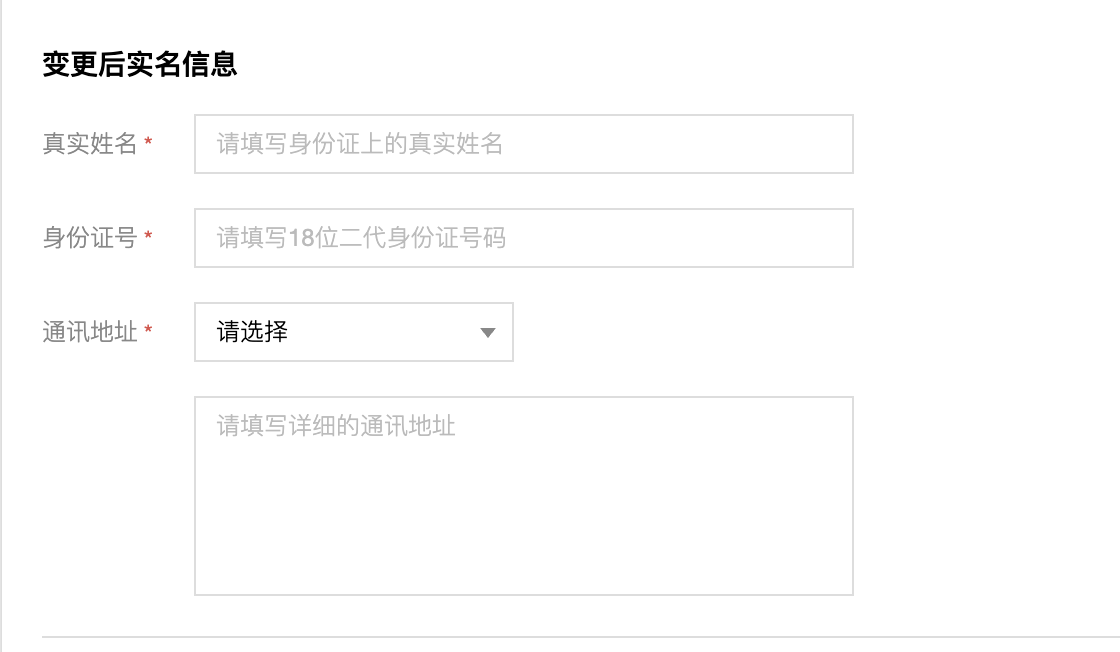 变更后实名信息
真实姓名 * 请填写身份证上的真实姓名
身份证号 * 请填写18位二代身份证号码
通讯地址 * 请选择
请填写详细的通讯地址